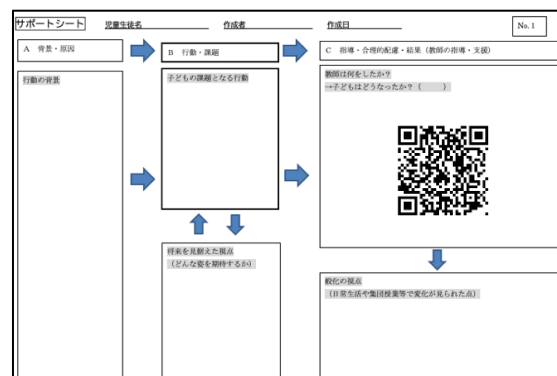 サポートシート 児童生徒名 作成者 作成日 No.1
A 背景・原因
B 行動・課題
C 指導・合理的配慮・結果（教師の指導・支援）
行動の背景
子どもの課題となる行動
教師は何をしたか？
→子どもはどうなったか？（ ）
将来を見据えた視点
（どんな姿を期待するか）
般化の視点
（日常生活や集団授業等で変化が見られた点）